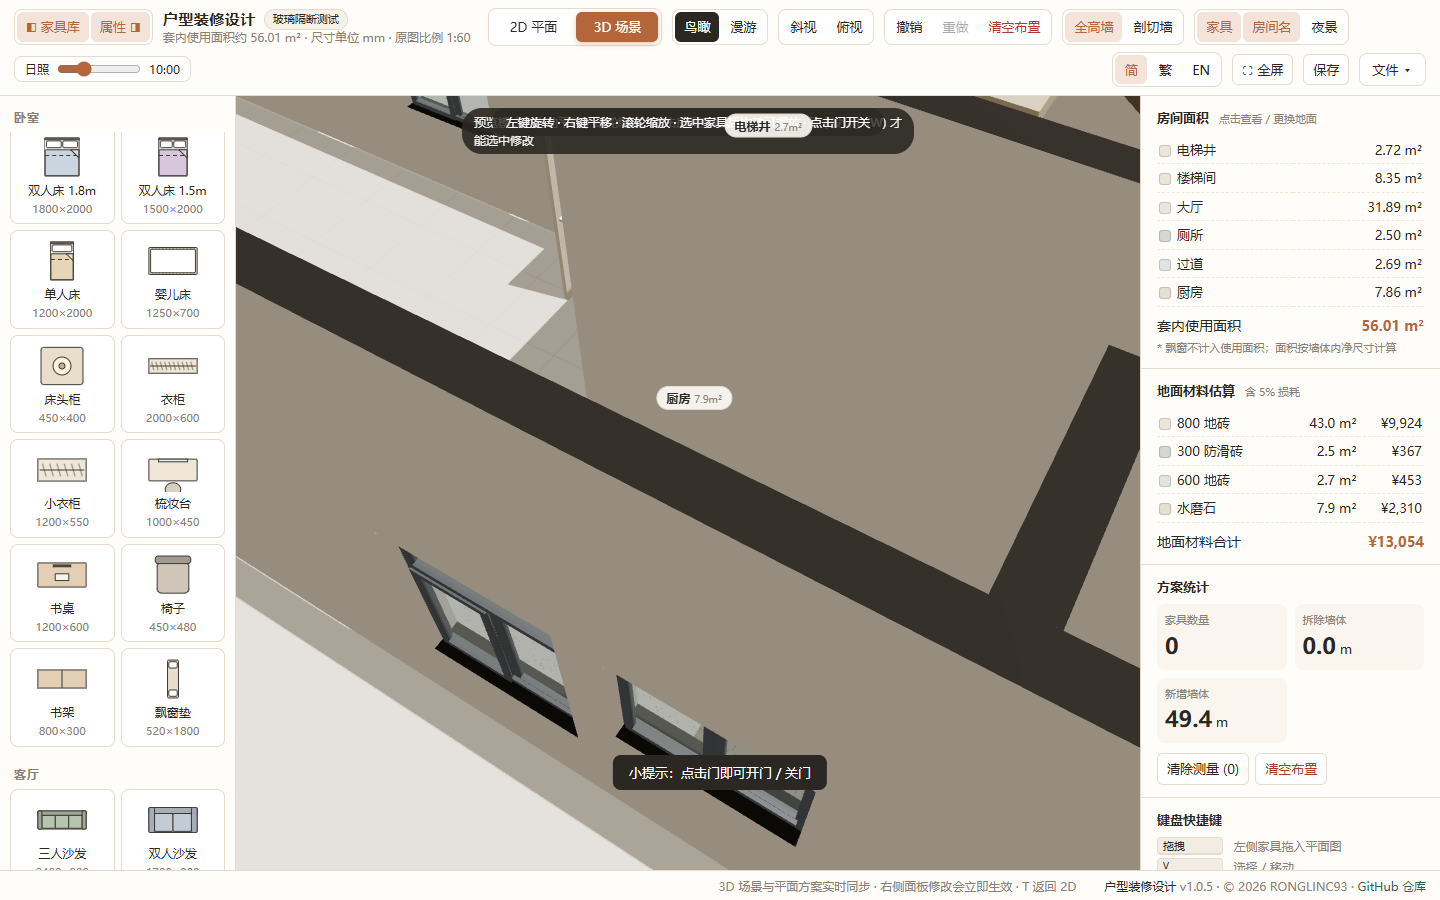 家具库 属性
户型装修设计 玻璃隔断测试
套内使用面积约 56.01 m² · 尺寸单位 mm · 原图比例 1:60
2D 平面 3D 场景 鸟瞰 漫游 斜视 俯视 撤销 重做 清空布置 全高墙 剖切墙 家具 房间名 夜景
日照 10:00
简 繁 EN 全屏 保存 文件
卧室
双人床 1.8m
1800×2000
双人床 1.5m
1500×2000
单人床
1200×2000
婴儿床
1250×700
床头柜
450×400
衣柜
2000×600
小衣柜
1200×550
梳妆台
1000×450
书桌
1200×600
椅子
450×480
书架
800×300
飘窗垫
520×1800
客厅
三人沙发
双人沙发
预览 左键旋转 · 右键平移 · 滚轮缩放 · 选中家具 点击门开关 ) 才
能选中修改
电梯井 2.7m²
厨房 7.9m²
小提示：点击门即可开门 / 关门
房间面积 点击查看 / 更换地面
电梯井 2.72 m²
楼梯间 8.35 m²
大厅 31.89 m²
厕所 2.50 m²
过道 2.69 m²
厨房 7.86 m²
套内使用面积 56.01 m²
* 飘窗不计入使用面积；面积按墙体内净尺寸计算
地面材料估算 含 5% 损耗
800 地砖 43.0 m² ¥9,924
300 防滑砖 2.5 m² ¥367
600 地砖 2.7 m² ¥453
水磨石 7.9 m² ¥2,310
地面材料合计 ¥13,054
方案统计
家具数量
0
拆除墙体
0.0 m
新增墙体
49.4 m
清除测量 (0) 清空布置
键盘快捷键
拖拽 左侧家具拖入平面图
V 选择 / 移动
3D 场景与平面方案实时同步 · 右侧面板修改会立即生效 · T 返回 2D 户型装修设计 v1.0.5 · © 2026 RONGLINC93 · GitHub 仓库